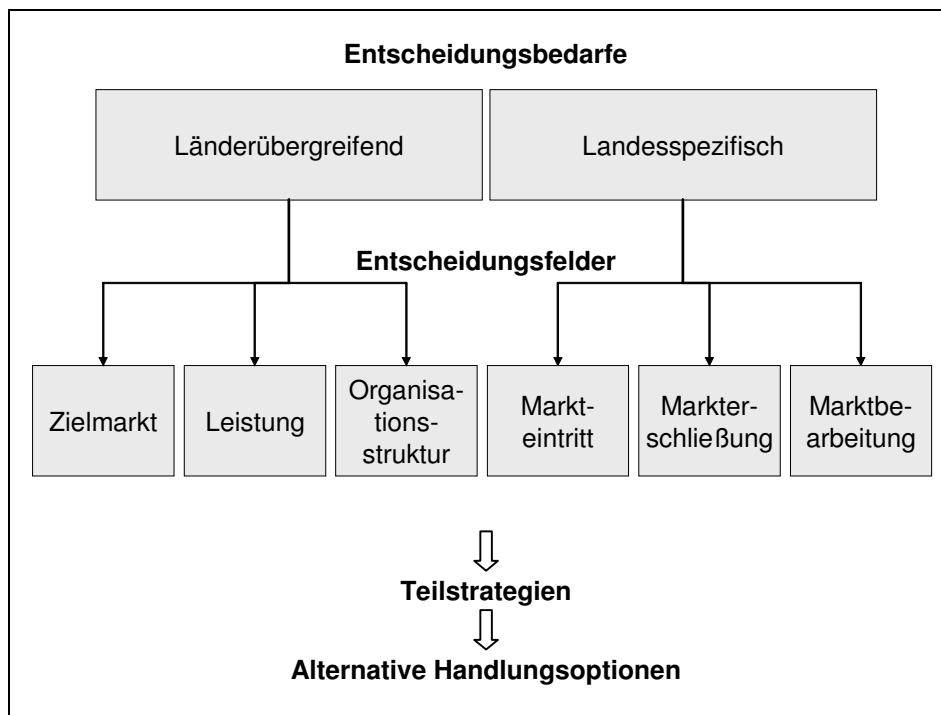 Entscheidungsbedarfe
Länderübergreifend
Landesspezifisch
Entscheidungsfelder
Zielmarkt
Leistung
Organisa-
tions-
struktur
Markt-
eintritt
Markter-
schließung
Marktbe-
arbeitung
Teilstrategien
Alternative Handlungsoptionen